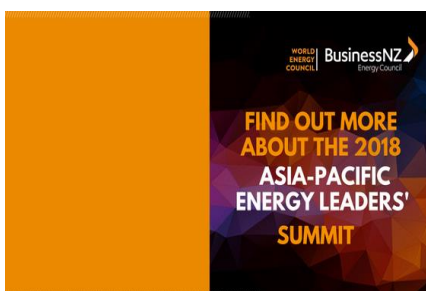 WORLD
ENERGY
COUNCIL
BusinessNZ
Energy Council
FIND OUT MORE
ABOUT THE 2018
ASIA-PACIFIC
ENERGY LEADERS'
SUMMIT